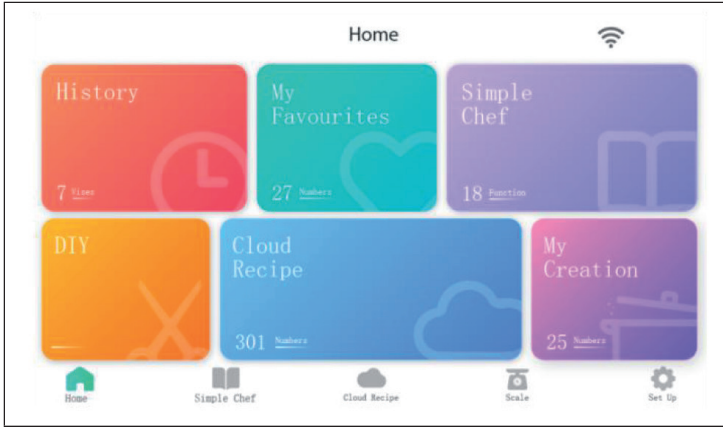 Home
History
My
Favourites
Simple
Chef
7 Vises
27 Numbers
18 Function
DIY
Cloud
Recipe
My
Creation
301 Numbers
25 Numbers
Home
Simple Chef
Cloud Recipe
Scale
Set Up